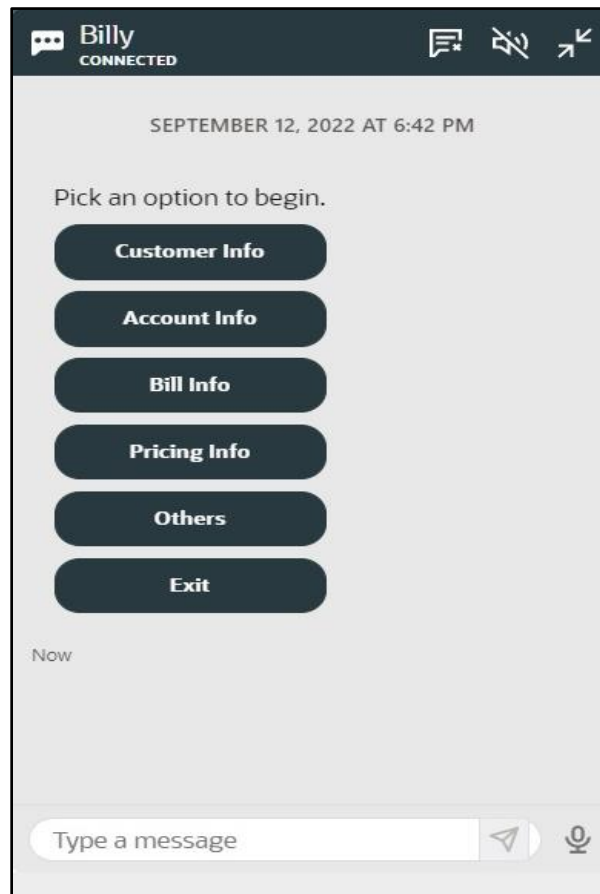 Billy
CONNECTED
SEPTEMBER 12, 2022 AT 6:42 PM
Pick an option to begin.
Customer Info
Account Info
Bill Info
Pricing Info
Others
Exit
Now
Type a message